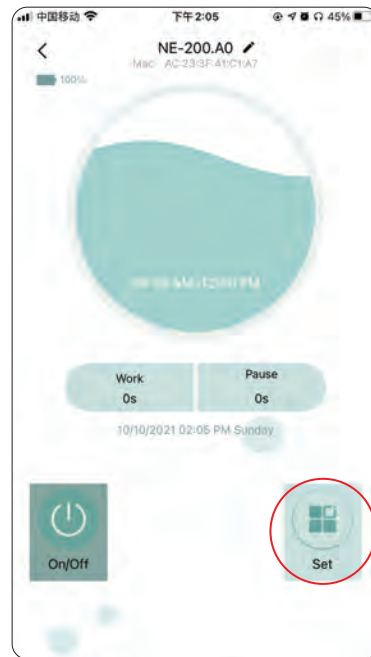 中国移动 下午2:05 45%
NE-200.A0
Mac: AC:23:3F:41:C1:A7
100%
Work Pause
0s 0s
10/10/2021 02:05 PM Sunday
On/Off Set